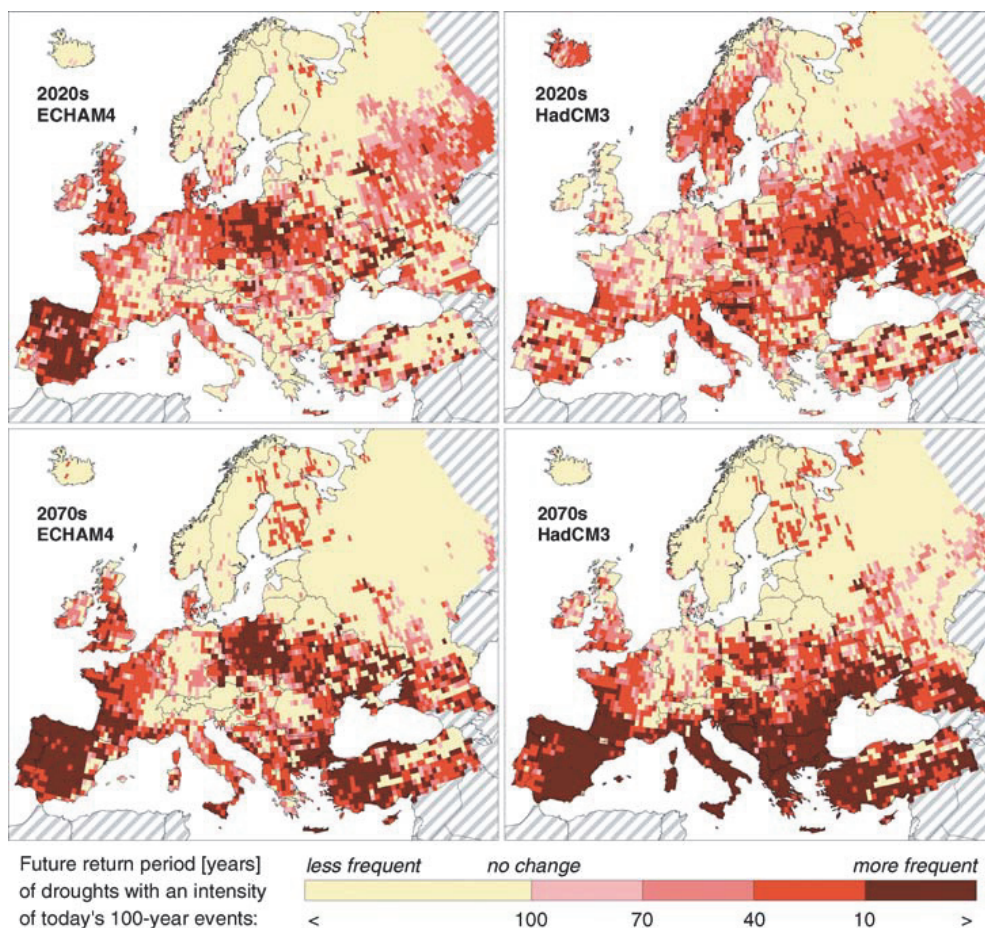 2020s
ECHAM4
2020s
HadCM3
2070s
ECHAM4
2070s
HadCM3
Future return period [years]
of droughts with an intensity
of today's 100-year events:
less frequent no change more frequent
< 100 70 40 10 >